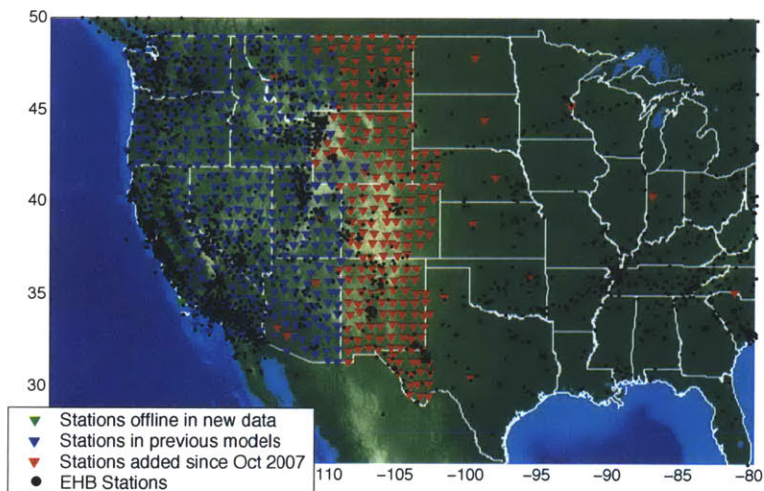 50
45
40
35
30
Stations offline in new data
Stations in previous models
Stations added since Oct 2007
EHB Stations
110 −105 −100 −95 −90 −85 −80